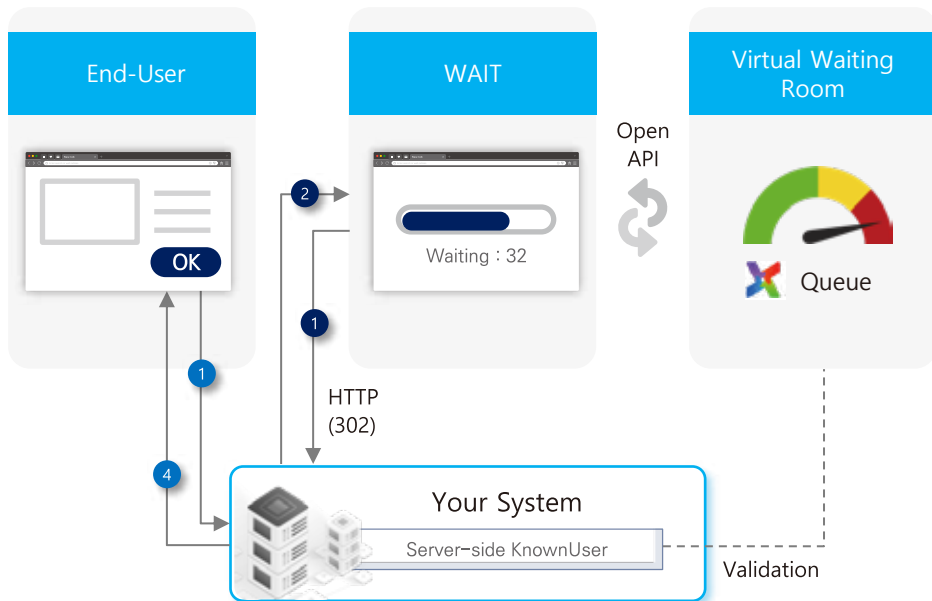 End-User
WAIT
Virtual Waiting
Room
Open
API
2
OK
Waiting : 32
Queue
1
1
HTTP
(302)
4
Your System
Server-side KnownUser
Validation